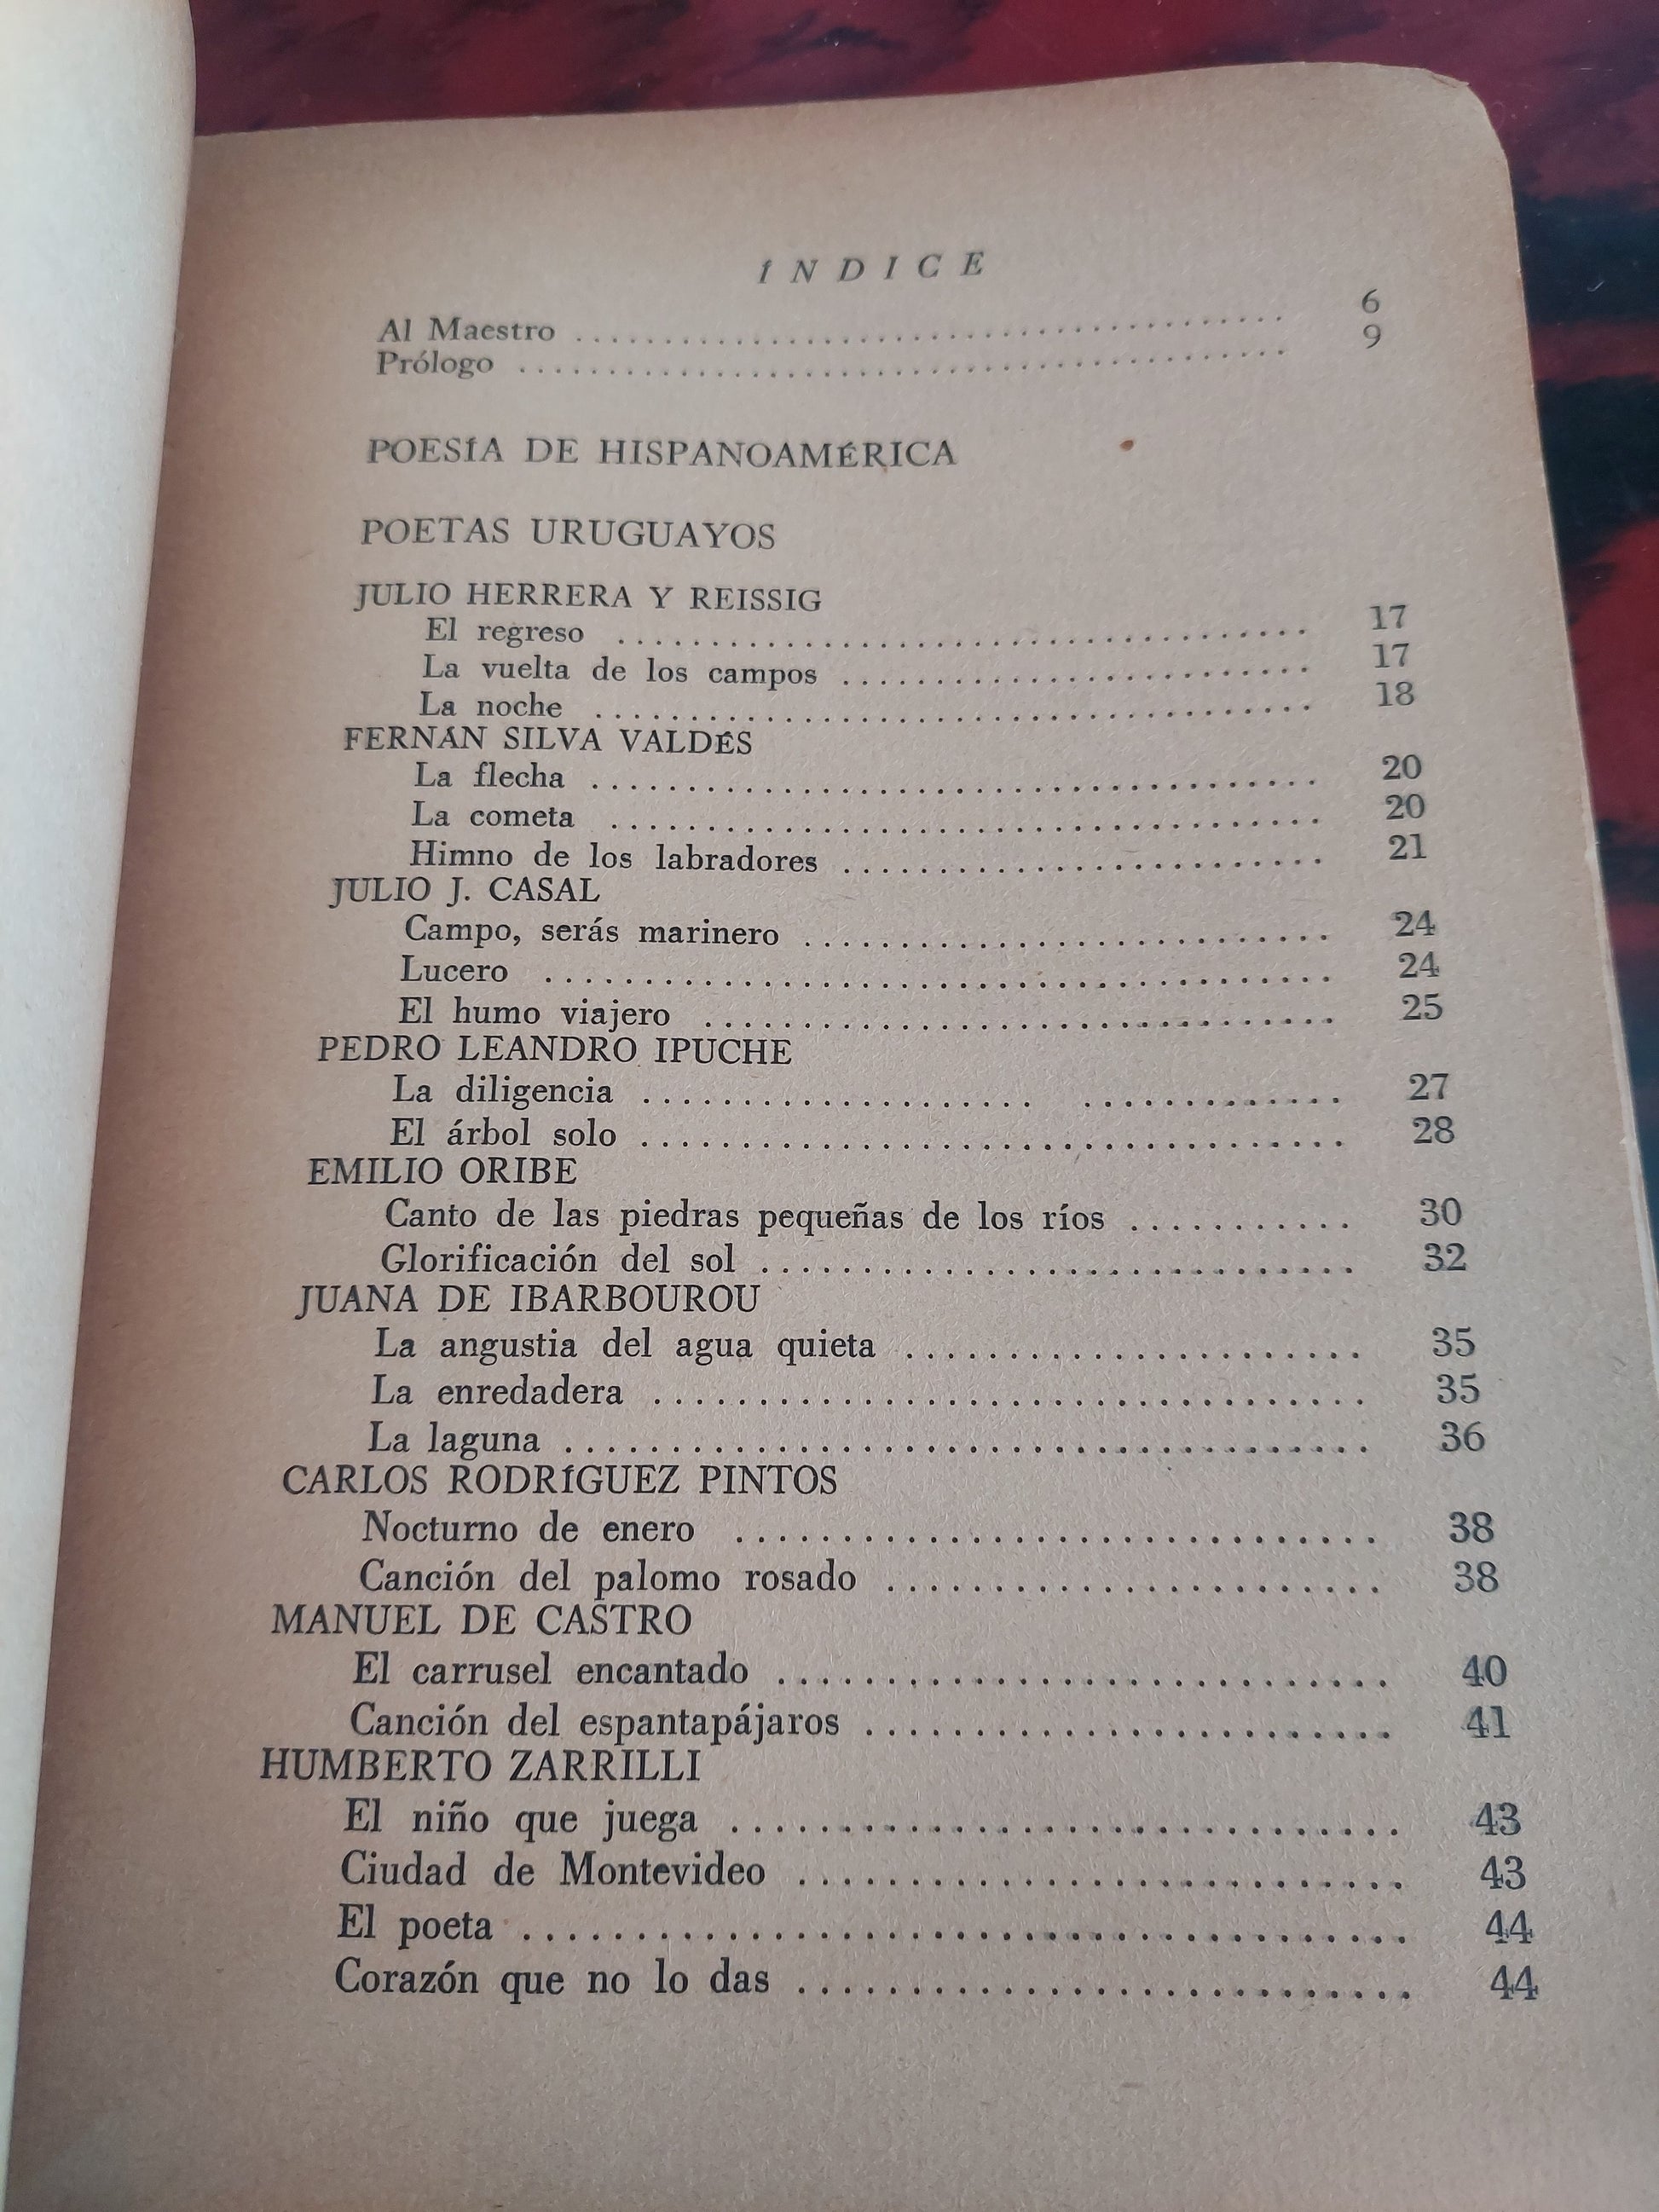 ÍNDICE
Al Maestro ........................................ 6
Prólogo ........................................ 9
POESÍA DE HISPANOAMÉRICA
POETAS URUGUAYOS
JULIO HERRERA Y REISSIG
El regreso ........................................ 17
La vuelta de los campos ........................................ 17
La noche ........................................ 18
FERNÁN SILVA VALDÉS
La flecha ........................................ 20
La cometa ........................................ 20
Himno de los labradores ........................................ 21
JULIO J. CASAL
Campo, serás marinero ........................................ 24
Lucero ........................................ 24
El humo viajero ........................................ 25
PEDRO LEANDRO IPUCHE
La diligencia ........................................ 27
El árbol solo ........................................ 28
EMILIO ORIBE
Canto de las piedras pequeñas de los ríos ............ 30
Glorificación del sol ........................................ 32
JUANA DE IBARBOUROU
La angustia del agua quieta ........................................ 35
La enredadera ........................................ 35
La laguna ........................................ 36
CARLOS RODRÍGUEZ PINTOS
Nocturno de enero ........................................ 38
Canción del palomo rosado ........................................ 38
MANUEL DE CASTRO
El carrusel encantado ........................................ 40
Canción del espantapájaros ........................................ 41
HUMBERTO ZARRILLI
El niño que juega ........................................ 43
Ciudad de Montevideo ........................................ 43
El poeta ........................................ 44
Corazón que no lo das ........................................ 44